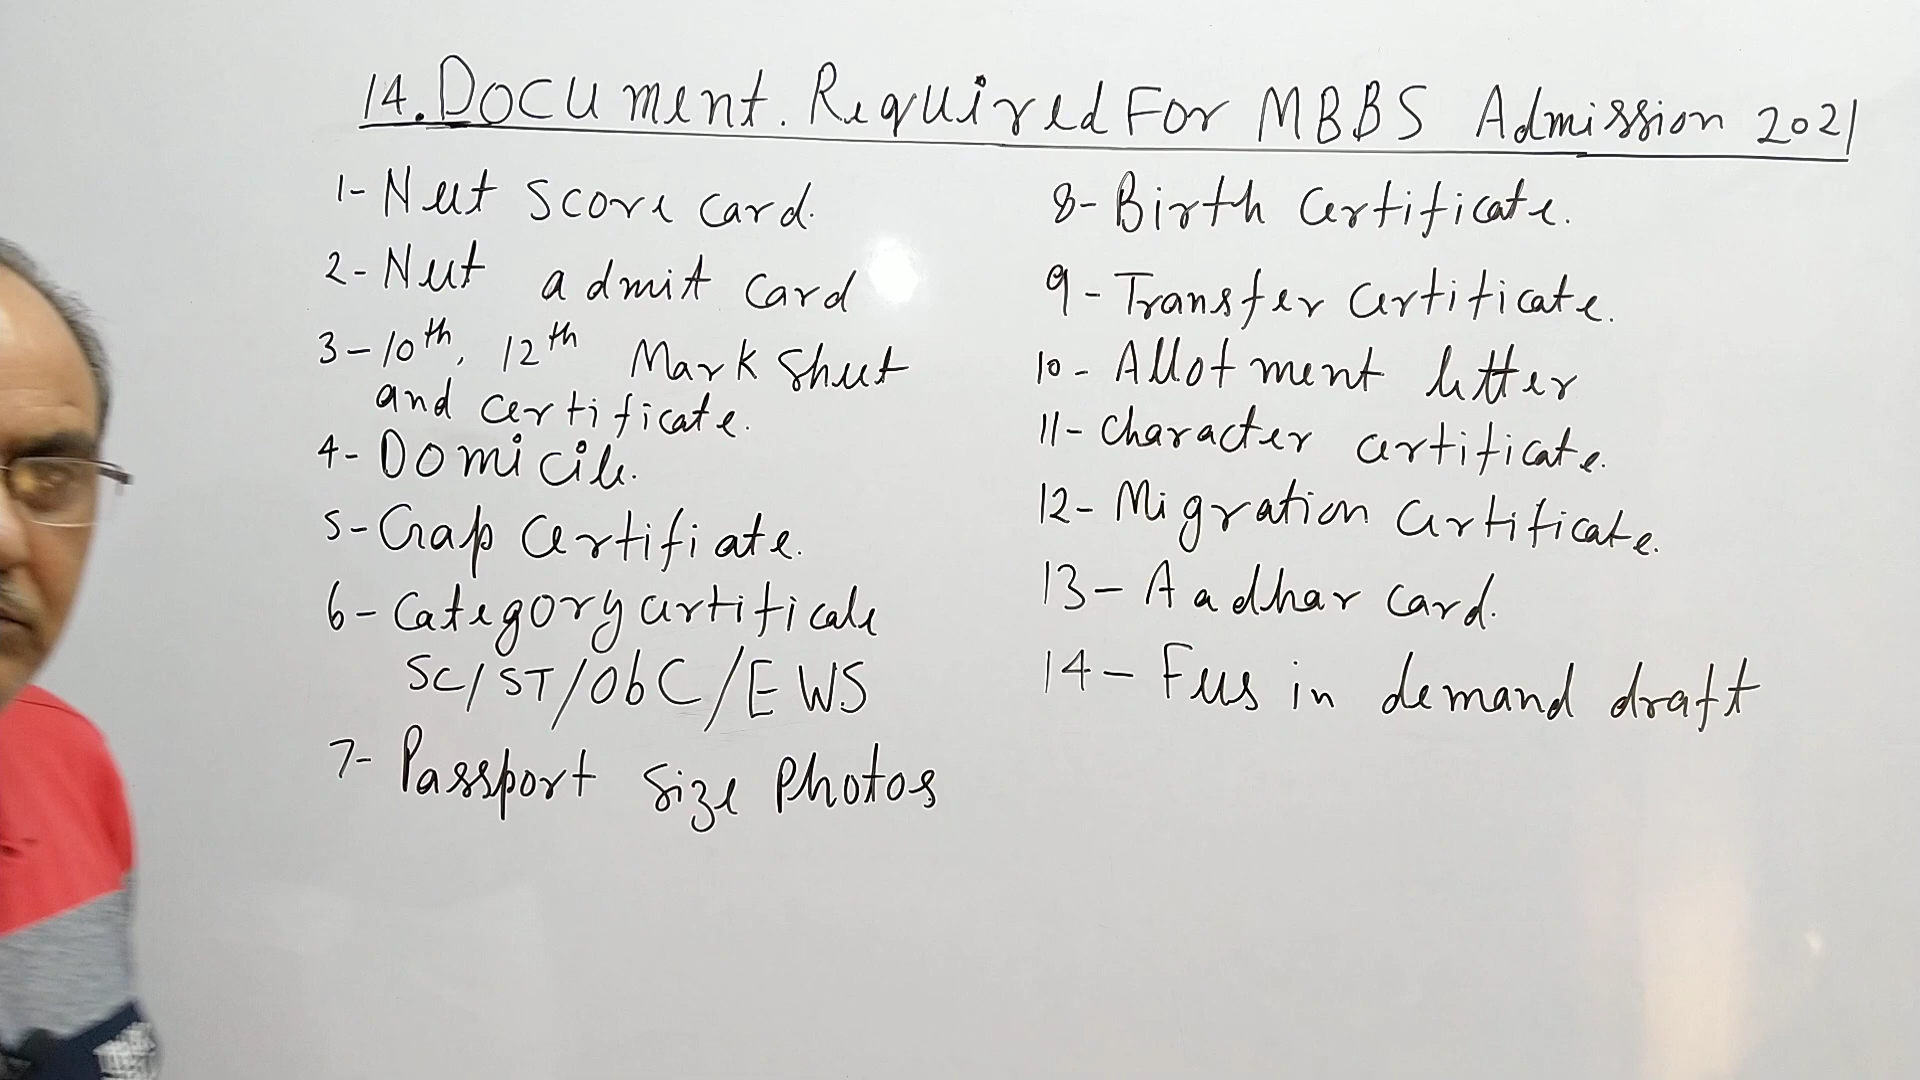 14. Document. Required For MBBS Admission 2021
1- Neet Score card.
2- Neet admit card
3- 10th, 12th Mark Sheet
and certificate.
4- Domicile.
5- Gap Certifiate.
6- Category certificate
SC/ST/ObC/EWS
7- Passport Size Photos
8- Birth Certificate.
9- Transfer Certificate.
10- Allotment letter
11- Character certificate.
12- Migration Certificate.
13- Aadhar card.
14- Fees in demand draft